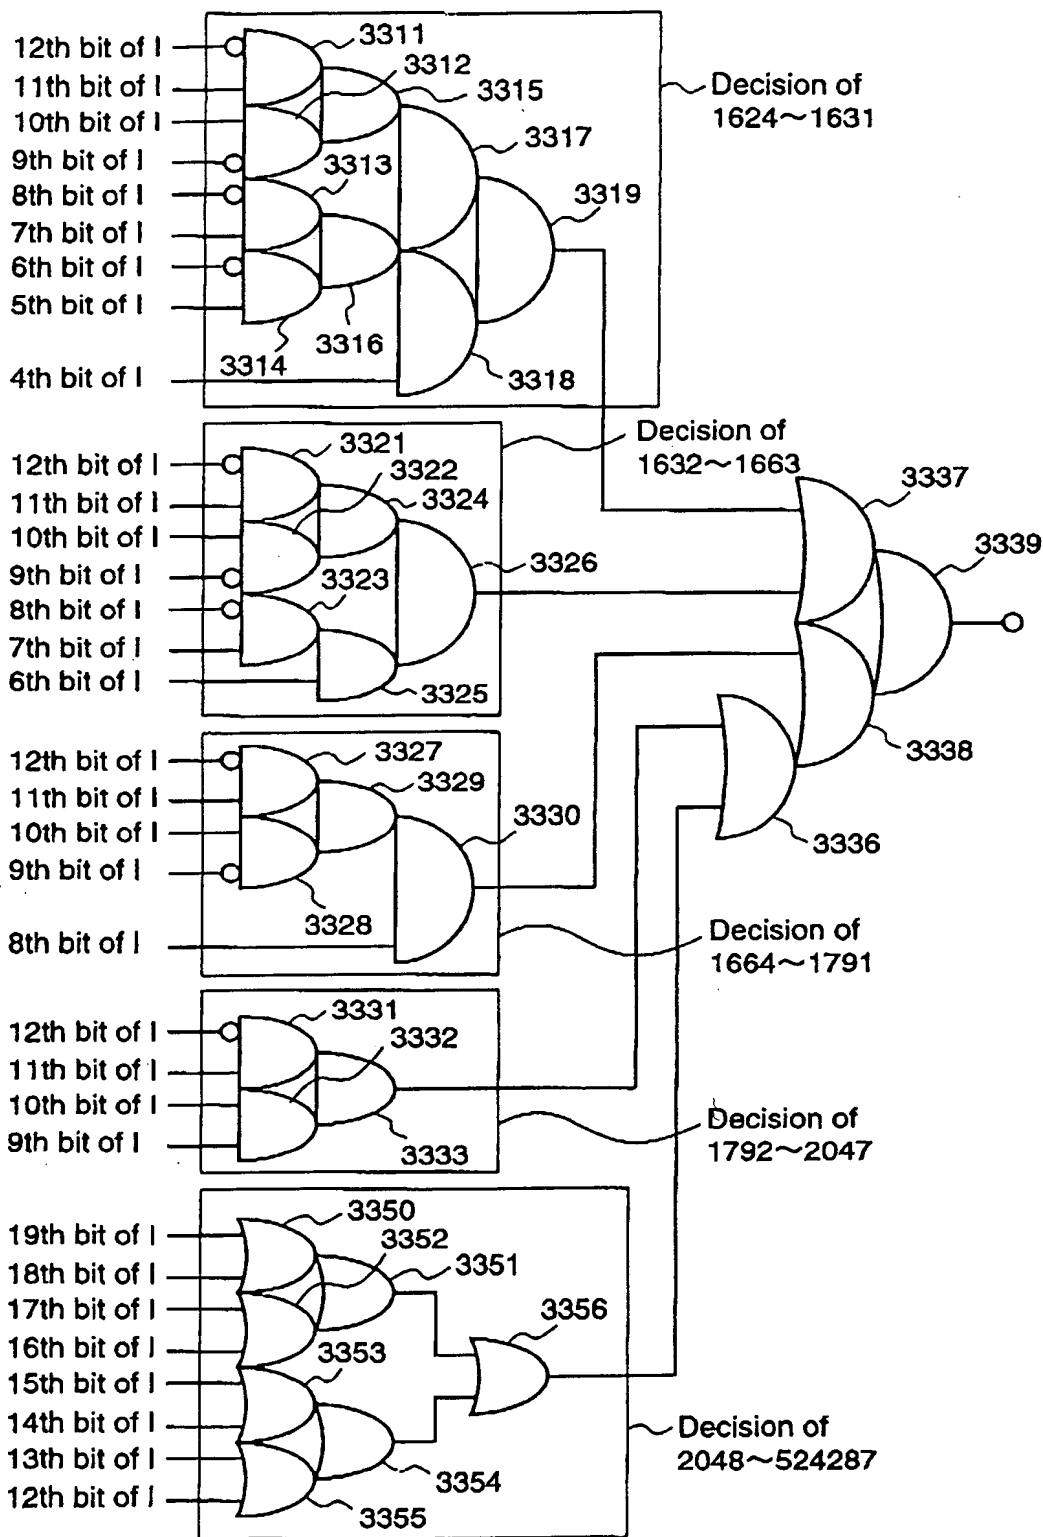 12th bit of I
11th bit of I
10th bit of I
9th bit of I
8th bit of I
7th bit of I
6th bit of I
5th bit of I
4th bit of I
3311
3312
3315
3313
3317
3319
3316
3314
3318
Decision of
1624~1631
12th bit of I
11th bit of I
10th bit of I
9th bit of I
8th bit of I
7th bit of I
6th bit of I
3321
3322
3324
3323
3326
3325
Decision of
1632~1663
3337
3339
3338
3336
12th bit of I
11th bit of I
10th bit of I
9th bit of I
8th bit of I
3327
3329
3330
3328
Decision of
1664~1791
12th bit of I
11th bit of I
10th bit of I
9th bit of I
3331
3332
3333
Decision of
1792~2047
19th bit of I
18th bit of I
17th bit of I
16th bit of I
15th bit of I
14th bit of I
13th bit of I
12th bit of I
3350
3352
3351
3356
3353
3354
3355
Decision of
2048~524287